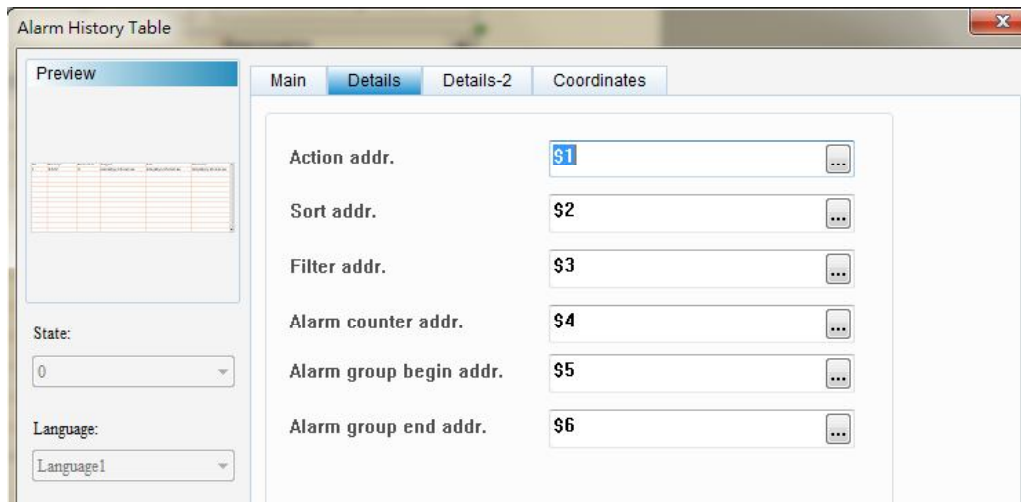 Alarm History Table
Preview
Main Details Details-2 Coordinates
Action addr. $1 ...
Sort addr. $2 ...
Filter addr. $3 ...
Alarm counter addr. $4 ...
Alarm group begin addr. $5 ...
Alarm group end addr. $6 ...
State:
0
Language:
Language1